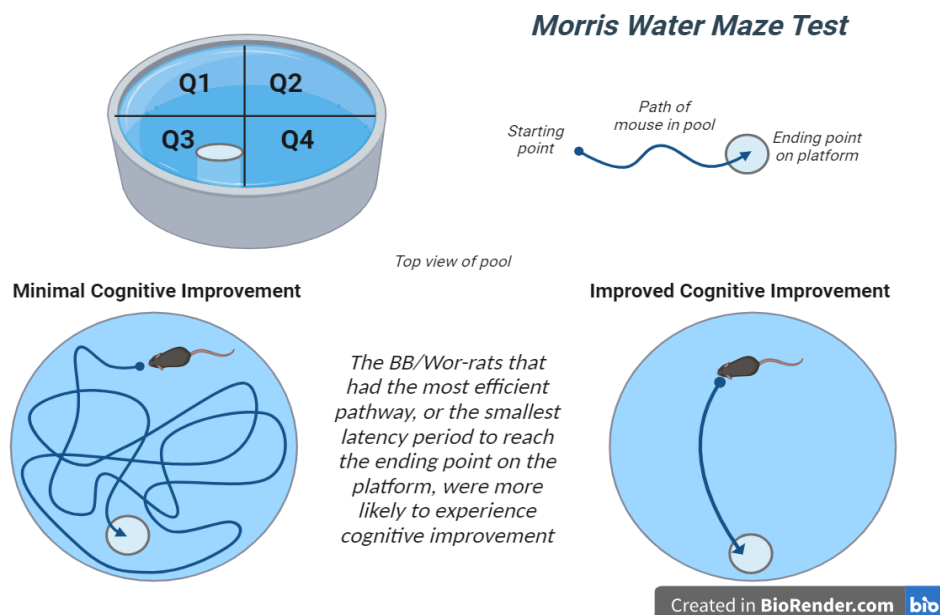 Morris Water Maze Test
Q1
Q2
Q3
Q4
Starting
point
Path of
mouse in pool
Ending point
on platform
Top view of pool
Minimal Cognitive Improvement
Improved Cognitive Improvement
The BB/Wor-rats that
had the most efficient
pathway, or the smallest
latency period to reach
the ending point on the
platform, were more
likely to experience
cognitive improvement
Created in BioRender.com bio